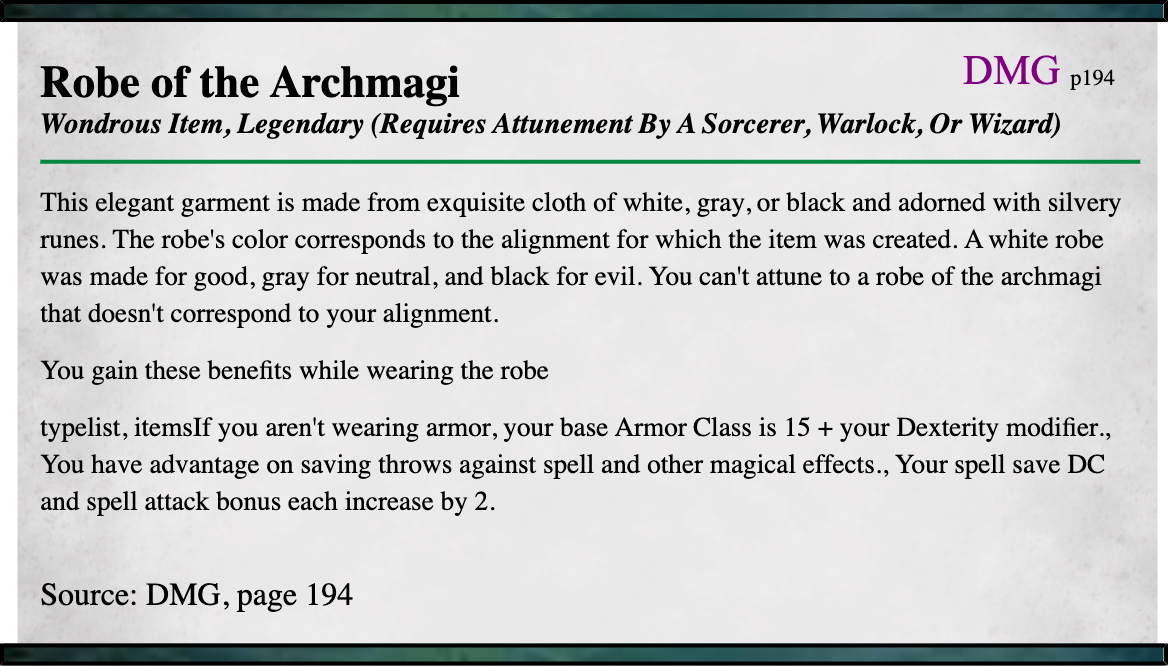 Robe of the Archmagi
DMG p194
Wondrous Item, Legendary (Requires Attunement By A Sorcerer, Warlock, Or Wizard)
This elegant garment is made from exquisite cloth of white, gray, or black and adorned with silvery
runes. The robe's color corresponds to the alignment for which the item was created. A white robe
was made for good, gray for neutral, and black for evil. You can't attune to a robe of the archmagi
that doesn't correspond to your alignment.
You gain these benefits while wearing the robe
typelist, itemsIf you aren't wearing armor, your base Armor Class is 15 + your Dexterity modifier.,
You have advantage on saving throws against spell and other magical effects., Your spell save DC
and spell attack bonus each increase by 2.
Source: DMG, page 194